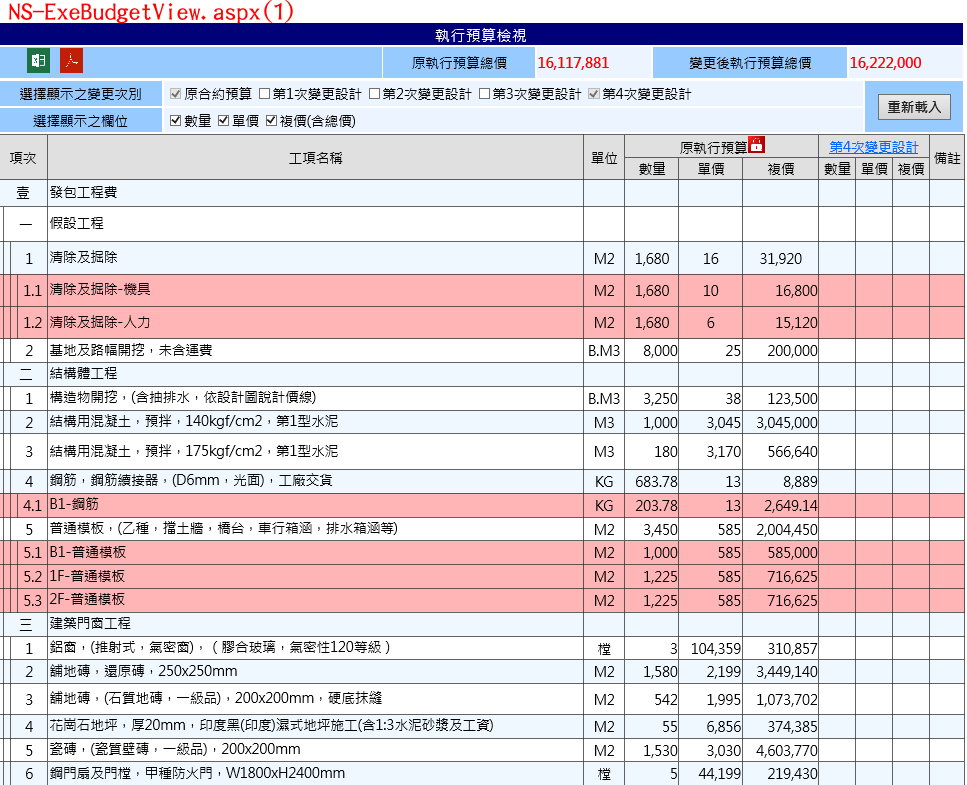 NS-ExeBudgetView.aspx(1)
執行預算檢視
原執行預算總價 16,117,881 變更後執行預算總價 16,222,000
選擇顯示之變更次別 原合約預算 第1次變更設計 第2次變更設計 第3次變更設計 第4次變更設計
重新載入
選擇顯示之欄位 數量 單價 複價(含總價)
項次 工項名稱 單位 原執行預算 第4次變更設計 備註
數量 單價 複價 數量 單價 複價
壹 發包工程費
一 假設工程
1 清除及掘除 M2 1,680 16 31,920
1.1 清除及掘除-機具 M2 1,680 10 16,800
1.2 清除及掘除-人力 M2 1,680 6 15,120
2 基地及路幅開挖，未含運費 B.M3 8,000 25 200,000
二 結構體工程
1 構造物開挖，(含抽排水，依設計圖說計價線) B.M3 3,250 38 123,500
2 結構用混凝土，預拌，140kgf/cm2，第1型水泥 M3 1,000 3,045 3,045,000
3 結構用混凝土，預拌，175kgf/cm2，第1型水泥 M3 180 3,170 566,640
4 鋼筋，鋼筋續接器，(D6mm，光面)，工廠交貨 KG 683.78 13 8,889
4.1 B1-鋼筋 KG 203.78 13 2,649.14
5 普通模板，(乙種，擋土牆，橋台，車行箱涵，排水箱涵等) M2 3,450 585 2,004,450
5.1 B1-普通模板 M2 1,000 585 585,000
5.2 1F-普通模板 M2 1,225 585 716,625
5.3 2F-普通模板 M2 1,225 585 716,625
三 建築門窗工程
1 鋁窗，(推射式，氣密窗)，（膠合玻璃，氣密性120等級） 樘 3 104,359 310,857
2 舖地磚，還原磚，250x250mm M2 1,580 2,199 3,449,140
3 舖地磚，(石質地磚，一級品)，200x200mm，硬底抹縫 M2 542 1,995 1,073,702
4 花崗石地坪，厚20mm，印度黑(印度)濕式地坪施工(含1:3水泥砂漿及工資) M2 55 6,856 374,385
5 瓷磚，(瓷質壁磚，一級品)，200x200mm M2 1,530 3,030 4,603,770
6 鋼門扇及門樘，甲種防火門，W1800xH2400mm 樘 5 44,199 219,430